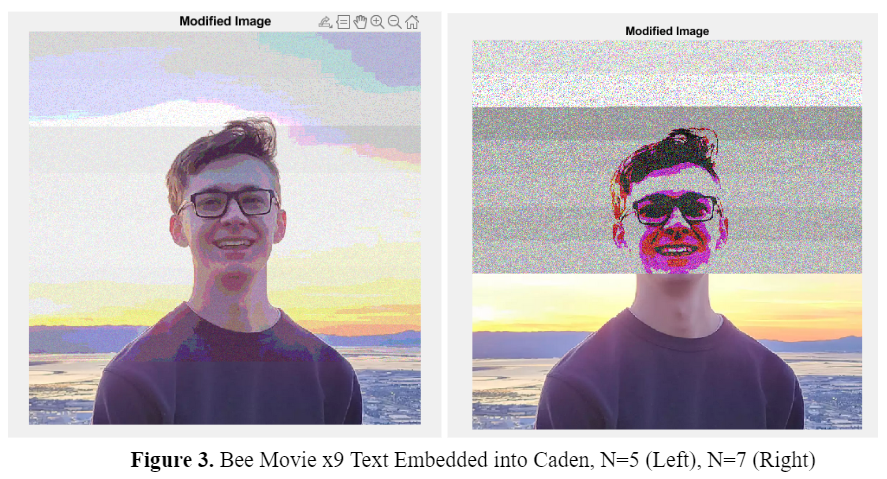 Modified Image
Modified Image
Figure 3. Bee Movie x9 Text Embedded into Caden, N=5 (Left), N=7 (Right)